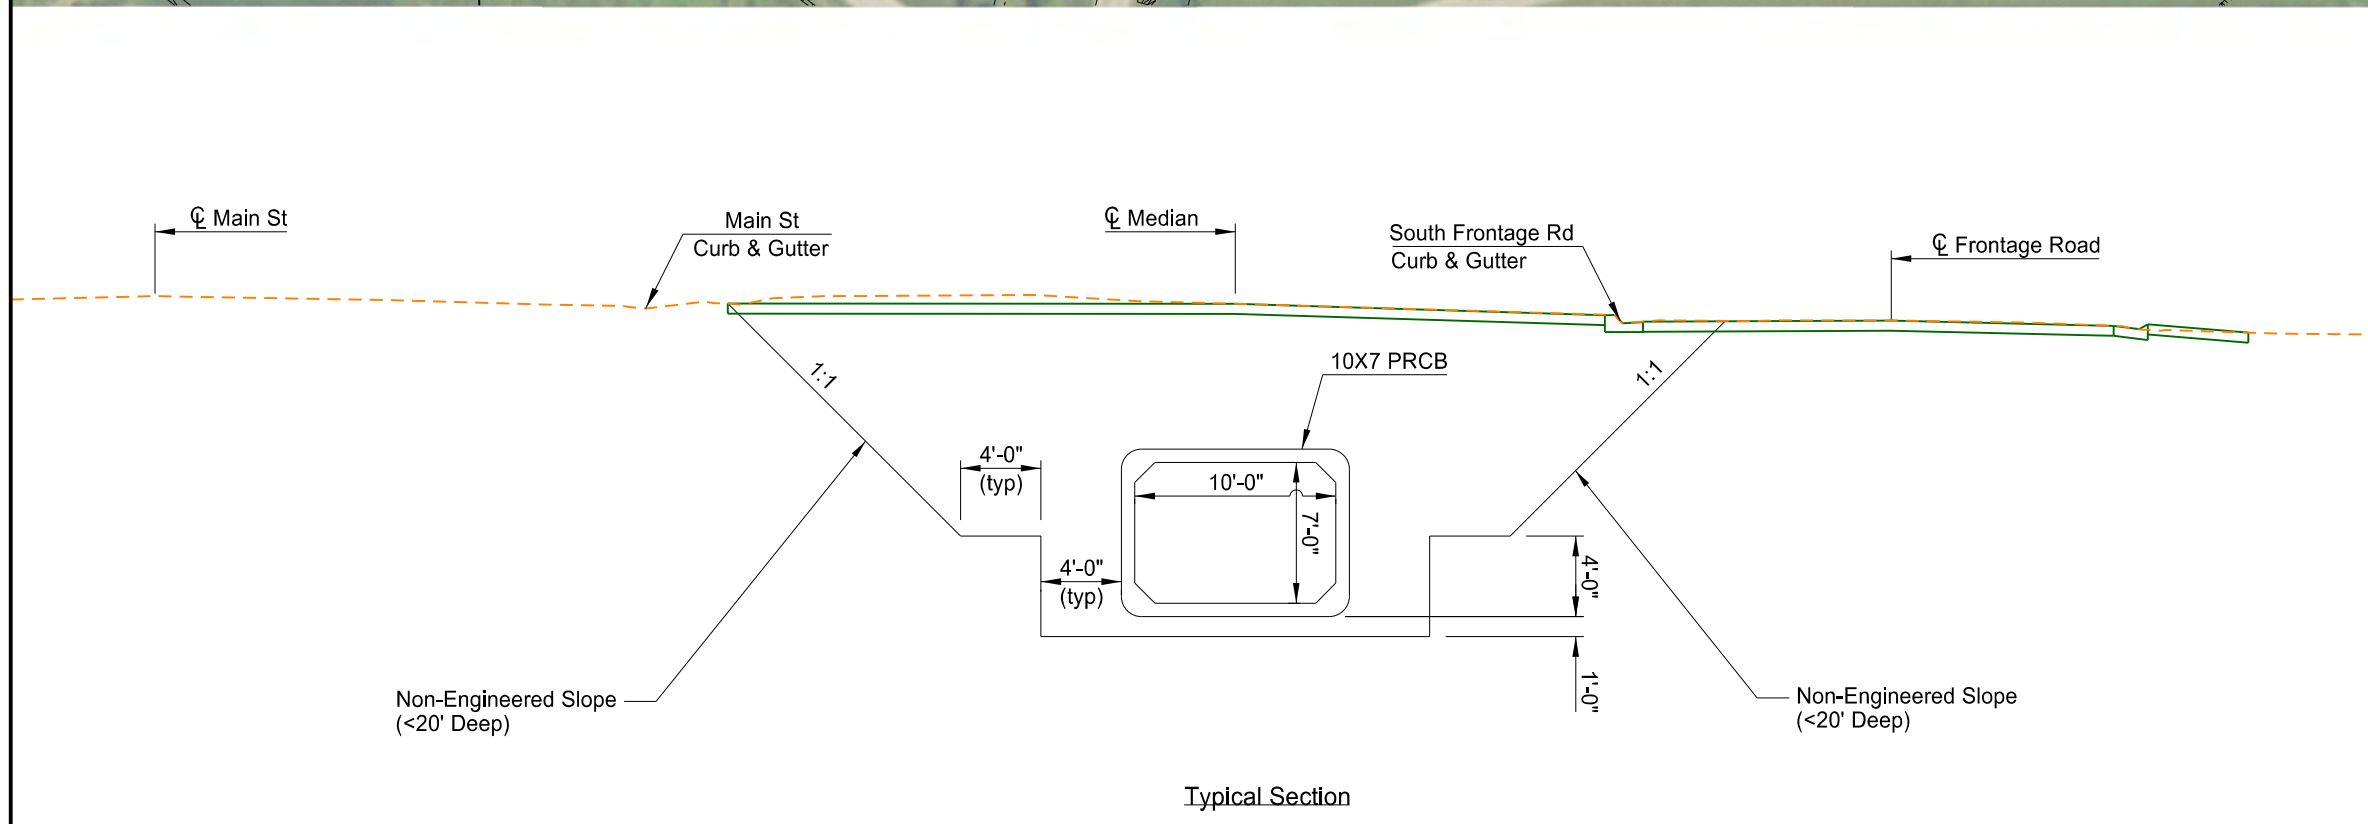 ℄ Main St
Main St
Curb & Gutter
℄ Median
South Frontage Rd
Curb & Gutter
℄ Frontage Road
1:1
10X7 PRCB
1:1
4'-0"
(typ)
10'-0"
7'-0"
4'-0"
(typ)
4'-0"
1'-0"
Non-Engineered Slope
(<20' Deep)
Non-Engineered Slope
(<20' Deep)
Typical Section